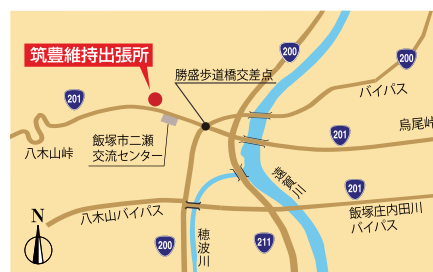 筑豊維持出張所
200
200
勝盛歩道橋交差点
バイパス
201
烏尾峠
201
飯塚市二瀬
交流センター
八木山峠
遠賀川
201
八木山バイパス
飯塚庄内田川
バイパス
N
200
穂波川
211